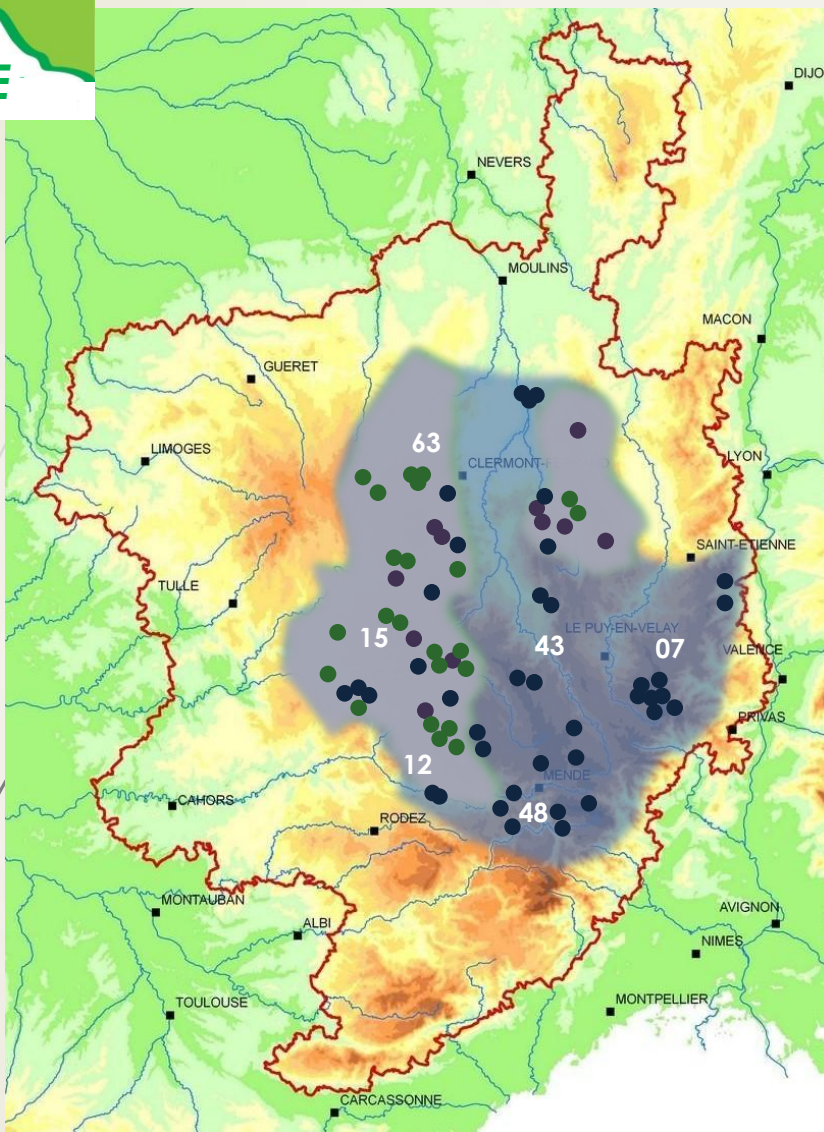 E
DIJO
NEVERS
MOULINS
MACON
GUERET
63
LIMOGES
CLERMONT-
LYON
SAINT-ETIENNE
TULLE
LE PUY-EN-VELAY
15
43
07
VALENCE
PRIVAS
12
MENDE
CAHORS
48
RODEZ
MONTAUBAN
AVIGNON
ALBI
NIMES
MONTPELLIER
TOULOUSE
CARCASSONNE